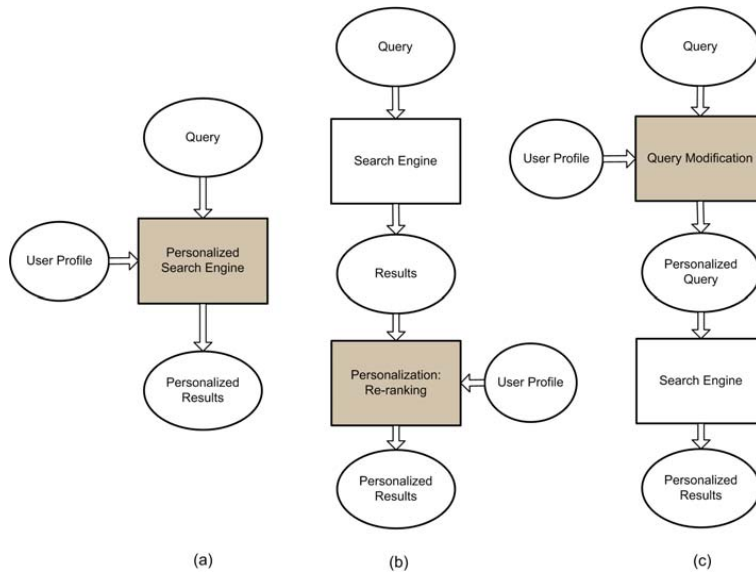 Query
User Profile
Personalized
Search Engine
Personalized
Results
(a)
Query
Search Engine
Results
Personalization:
Re-ranking
User Profile
Personalized
Results
(b)
Query
User Profile
Query Modification
Personalized
Query
Search Engine
Personalized
Results
(c)